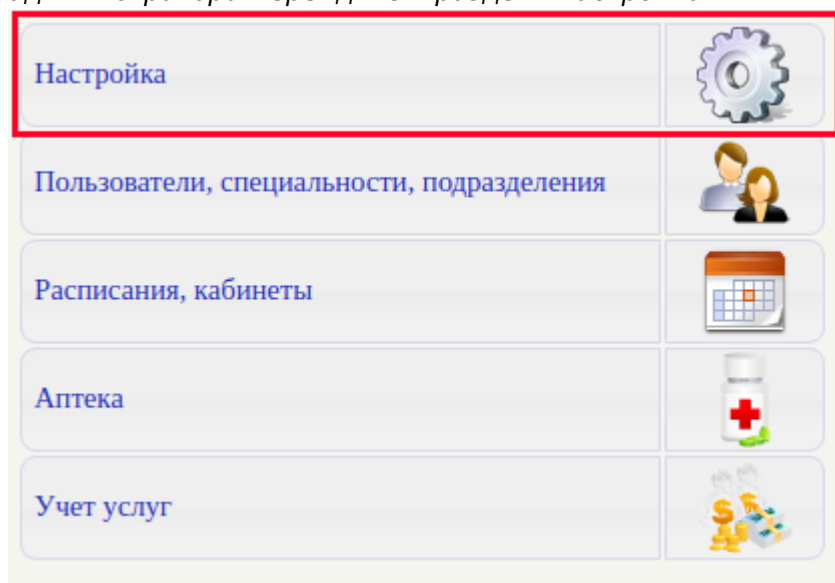 Настройка
Пользователи, специальности, подразделения
Расписания, кабинеты
Аптека
Учет услуг